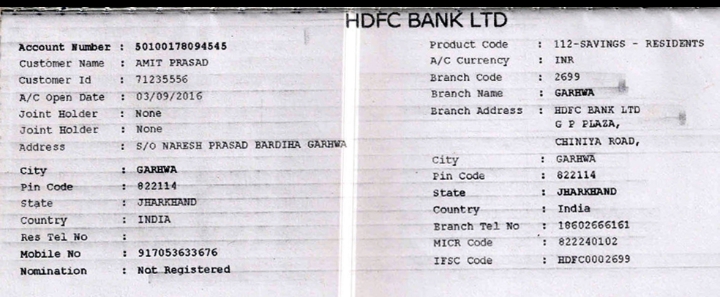 HDFC BANK LTD
Account Number : 50100178094545
Customer Name : AMIT PRASAD
Customer Id : 71235556
A/C Open Date : 03/09/2016
Joint Holder : None
Joint Holder : None
Address : S/O NARESH PRASAD BARDIHA GARHWA
City : GARHWA
Pin Code : 822114
State : JHARKHAND
Country : INDIA
Res Tel No :
Mobile No : 917053633676
Nomination : Not Registered
Product Code : 112-SAVINGS - RESIDENTS
A/C Currency : INR
Branch Code : 2699
Branch Name : GARHWA
Branch Address : HDFC BANK LTD
G P PLAZA,
CHINIYA ROAD,
City : GARHWA
Pin Code : 822114
State : JHARKHAND
Country : India
Branch Tel No : 18602666161
MICR Code : 822240102
IFSC Code : HDFC0002699